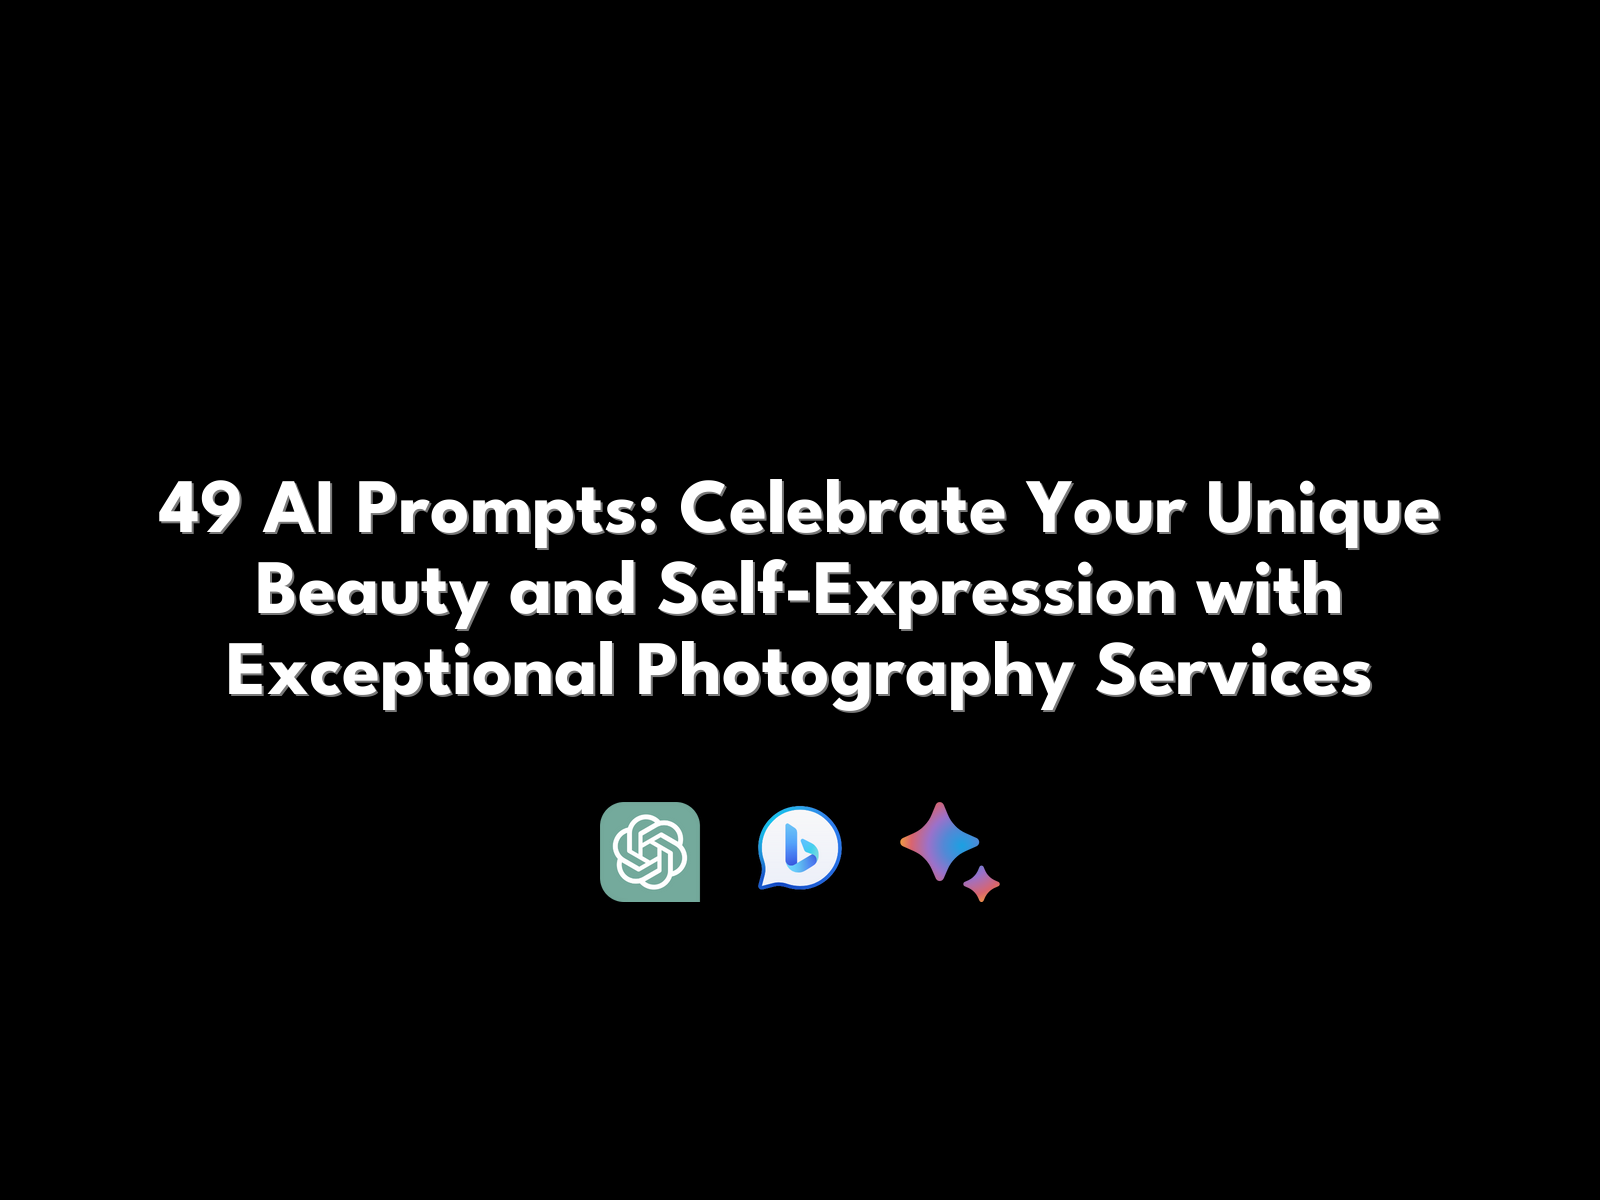 49 AI Prompts: Celebrate Your Unique
Beauty and Self-Expression with
Exceptional Photography Services